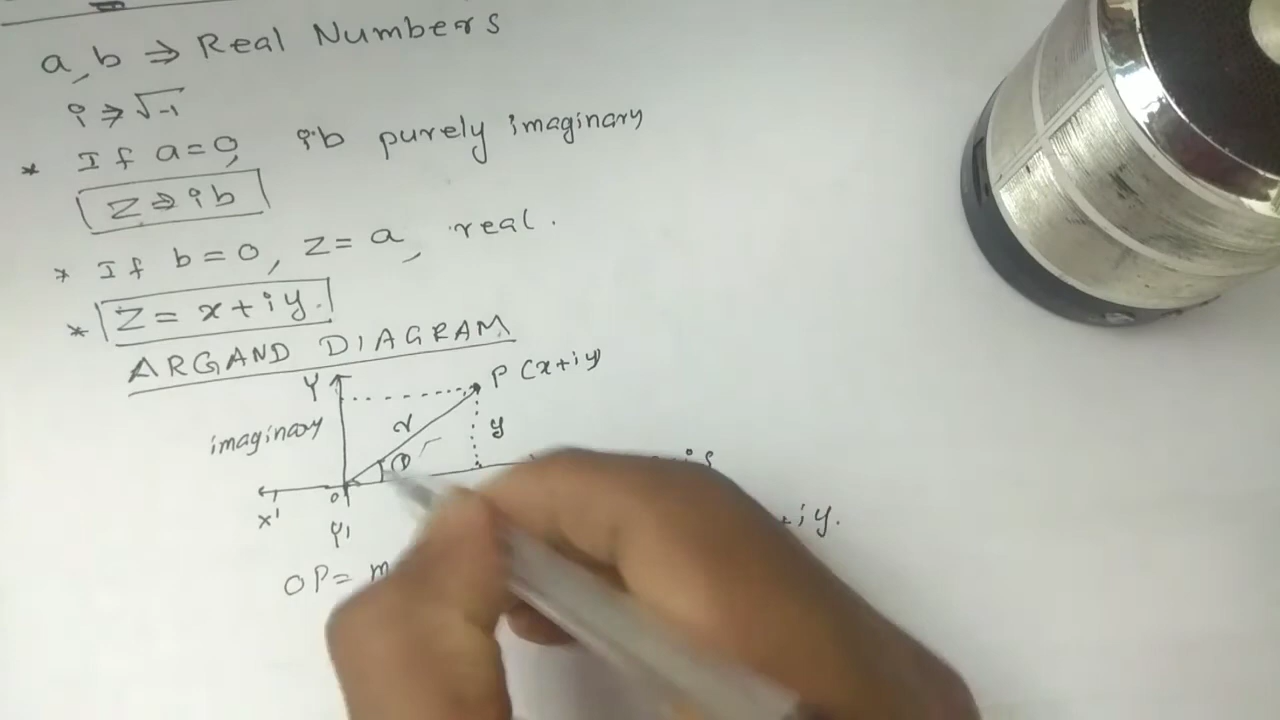 a, b ⇒ Real Numbers
i ⇒ √-1
* If a=0, ib purely imaginary
Z ⇒ ib
* If b=0, Z= a, real.
* Z = x+iy.
ARGAND DIAGRAM
Y P (x+iy)
imaginary r y
θ
X' O
Y'
+iy.
OP=